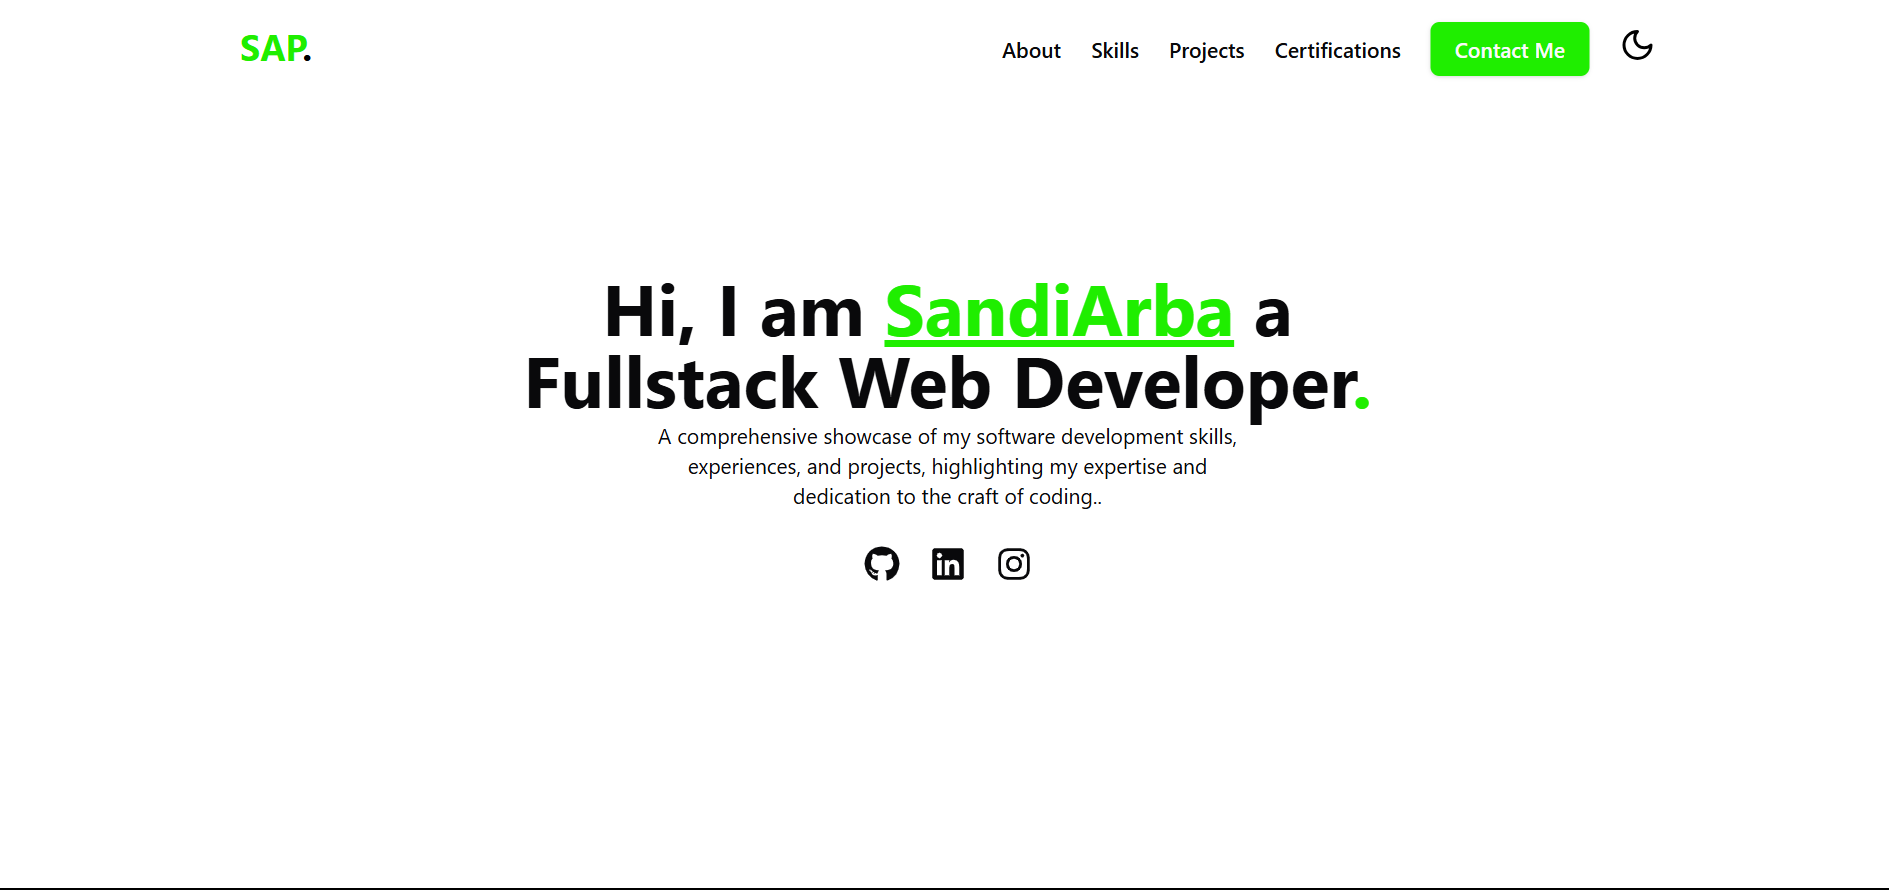 SAP.
About Skills Projects Certifications Contact Me
Hi, I am SandiArba a
Fullstack Web Developer.
A comprehensive showcase of my software development skills,
experiences, and projects, highlighting my expertise and
dedication to the craft of coding..
in